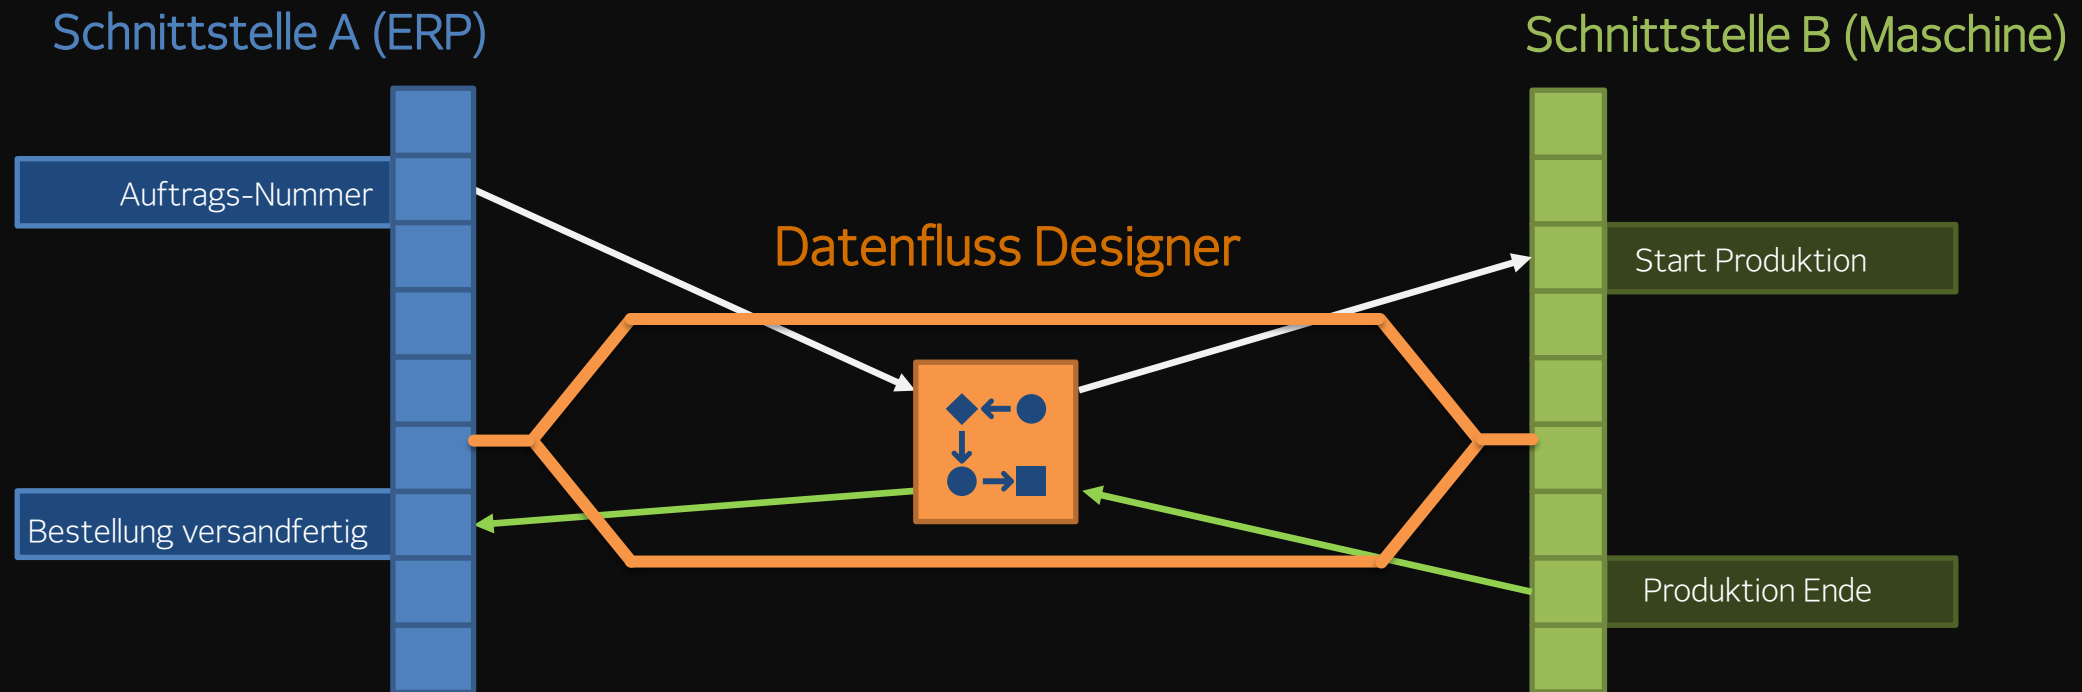 Schnittstelle A (ERP)
Schnittstelle B (Maschine)
Auftrags-Nummer
Datenfluss Designer
Start Produktion
Bestellung versandfertig
Produktion Ende